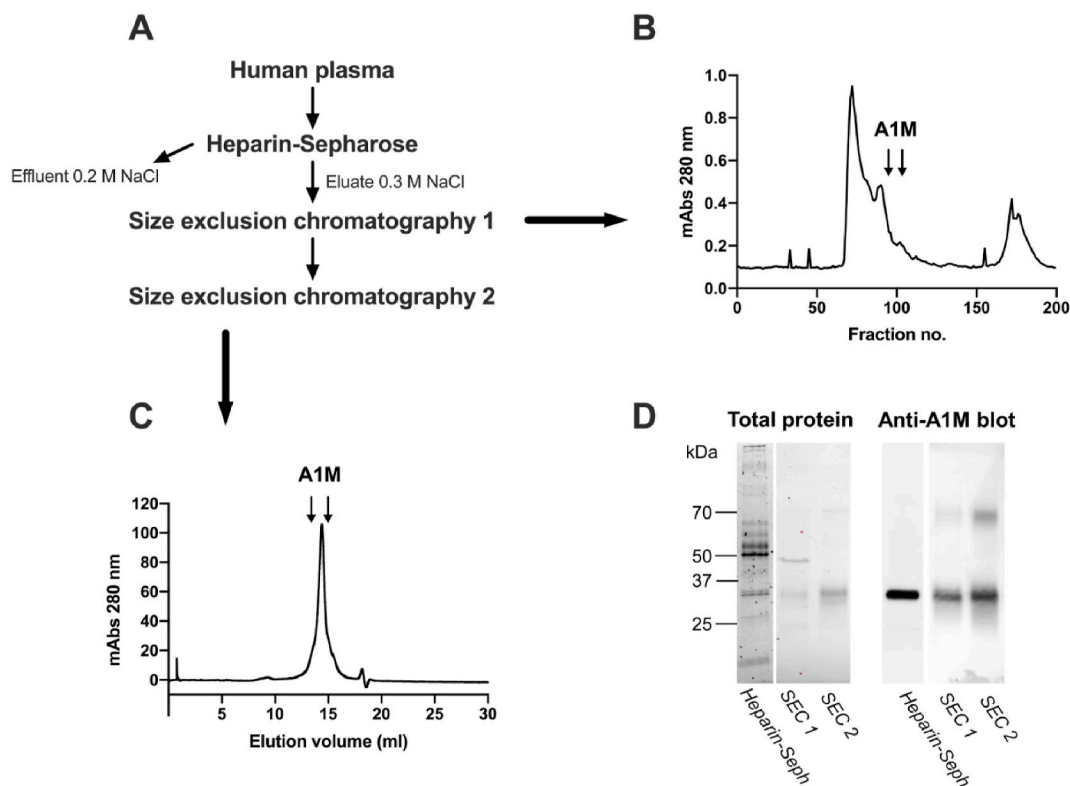 A
Human plasma
Heparin-Sepharose
Effluent 0.2 M NaCl
Eluate 0.3 M NaCl
Size exclusion chromatography 1
Size exclusion chromatography 2
B
1.0
0.8
0.6
0.4
0.2
0.0
mAbs 280 nm
A1M
0 50 100 150 200
Fraction no.
C
A1M
120
100
80
60
40
20
0
mAbs 280 nm
5 10 15 20 25 30
Elution volume (ml)
D
Total protein Anti-A1M blot
kDa
70
50
37
25
Heparin-Seph
SEC 1
SEC 2
Heparin-Seph
SEC 1
SEC 2